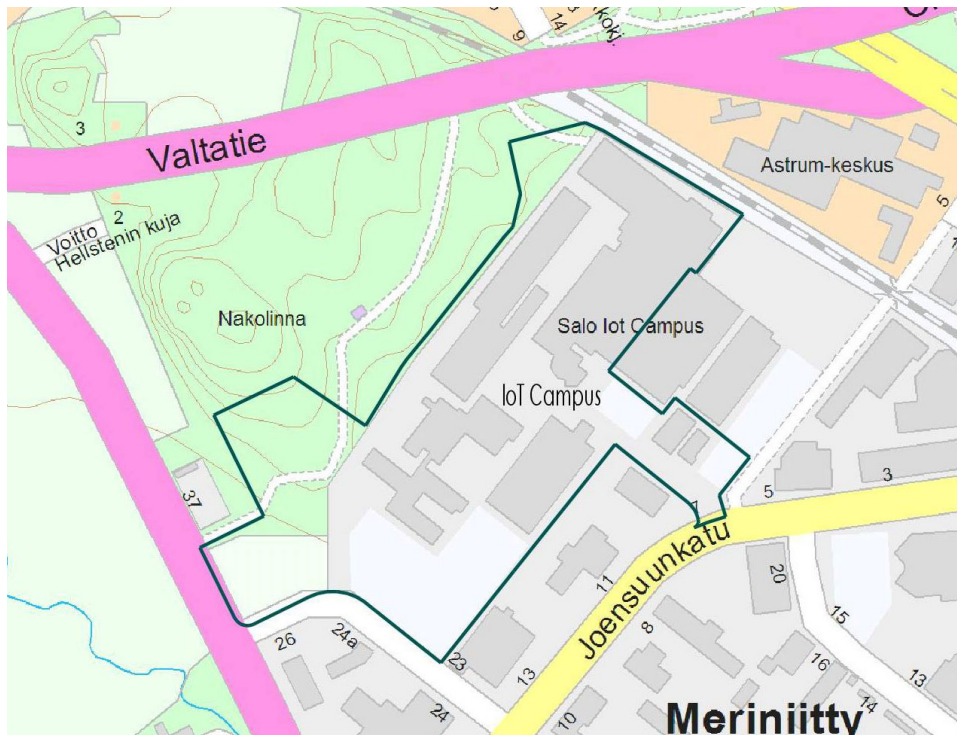 9
14
3
Valtatie
Astrum-keskus
5
2
Voitto
Hellstenin kuja
Nakolinna
Salo Iot Campus
IoT Campus
37
7
5
3
Joensuunkatu
11
20
8
15
26
24a
23
13
16
13
14
24
10
Meriniitty